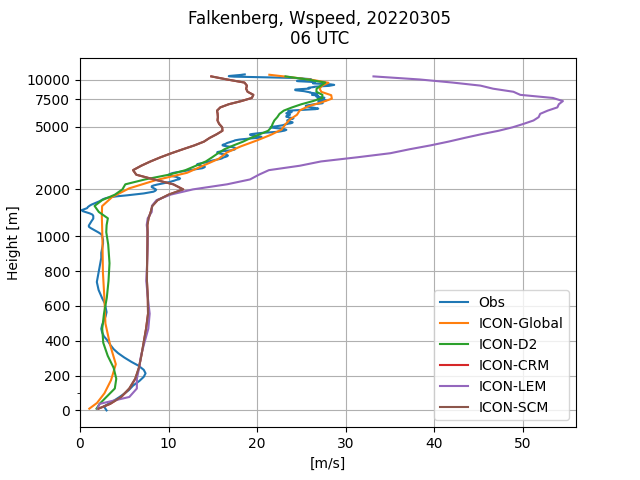 Falkenberg, Wspeed, 20220305
06 UTC
10000
7500
5000
2000
1000
800
600
400
200
0
Height [m]
0 10 20 30 40 50
[m/s]
Obs
ICON-Global
ICON-D2
ICON-CRM
ICON-LEM
ICON-SCM